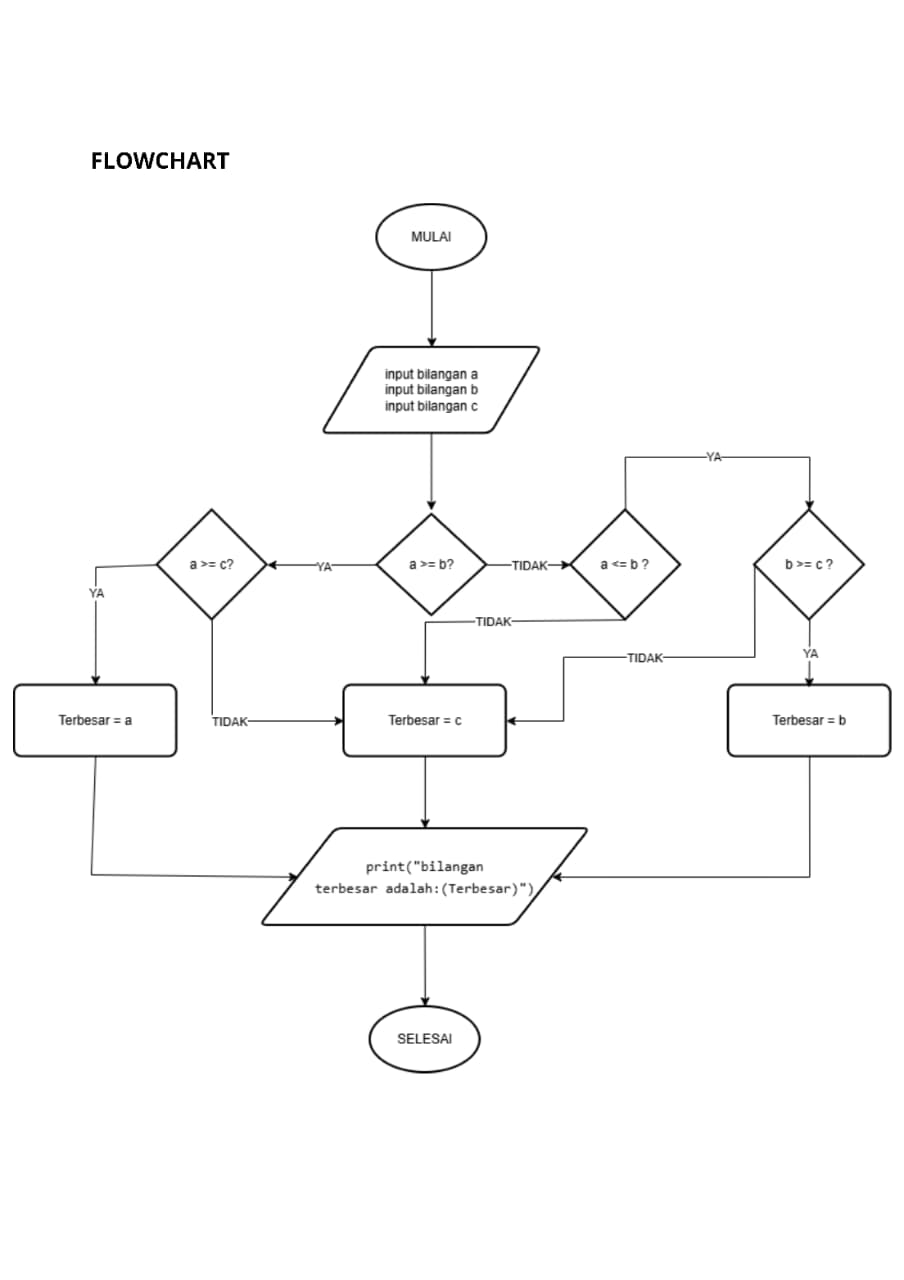 FLOWCHART
MULAI
input bilangan a
input bilangan b
input bilangan c
YA
a >= c?
YA
a >= b?
TIDAK
a <= b ?
b >= c ?
YA
TIDAK
TIDAK
YA
Terbesar = a
TIDAK
Terbesar = c
Terbesar = b
print("bilangan
terbesar adalah:(Terbesar)")
SELESAI